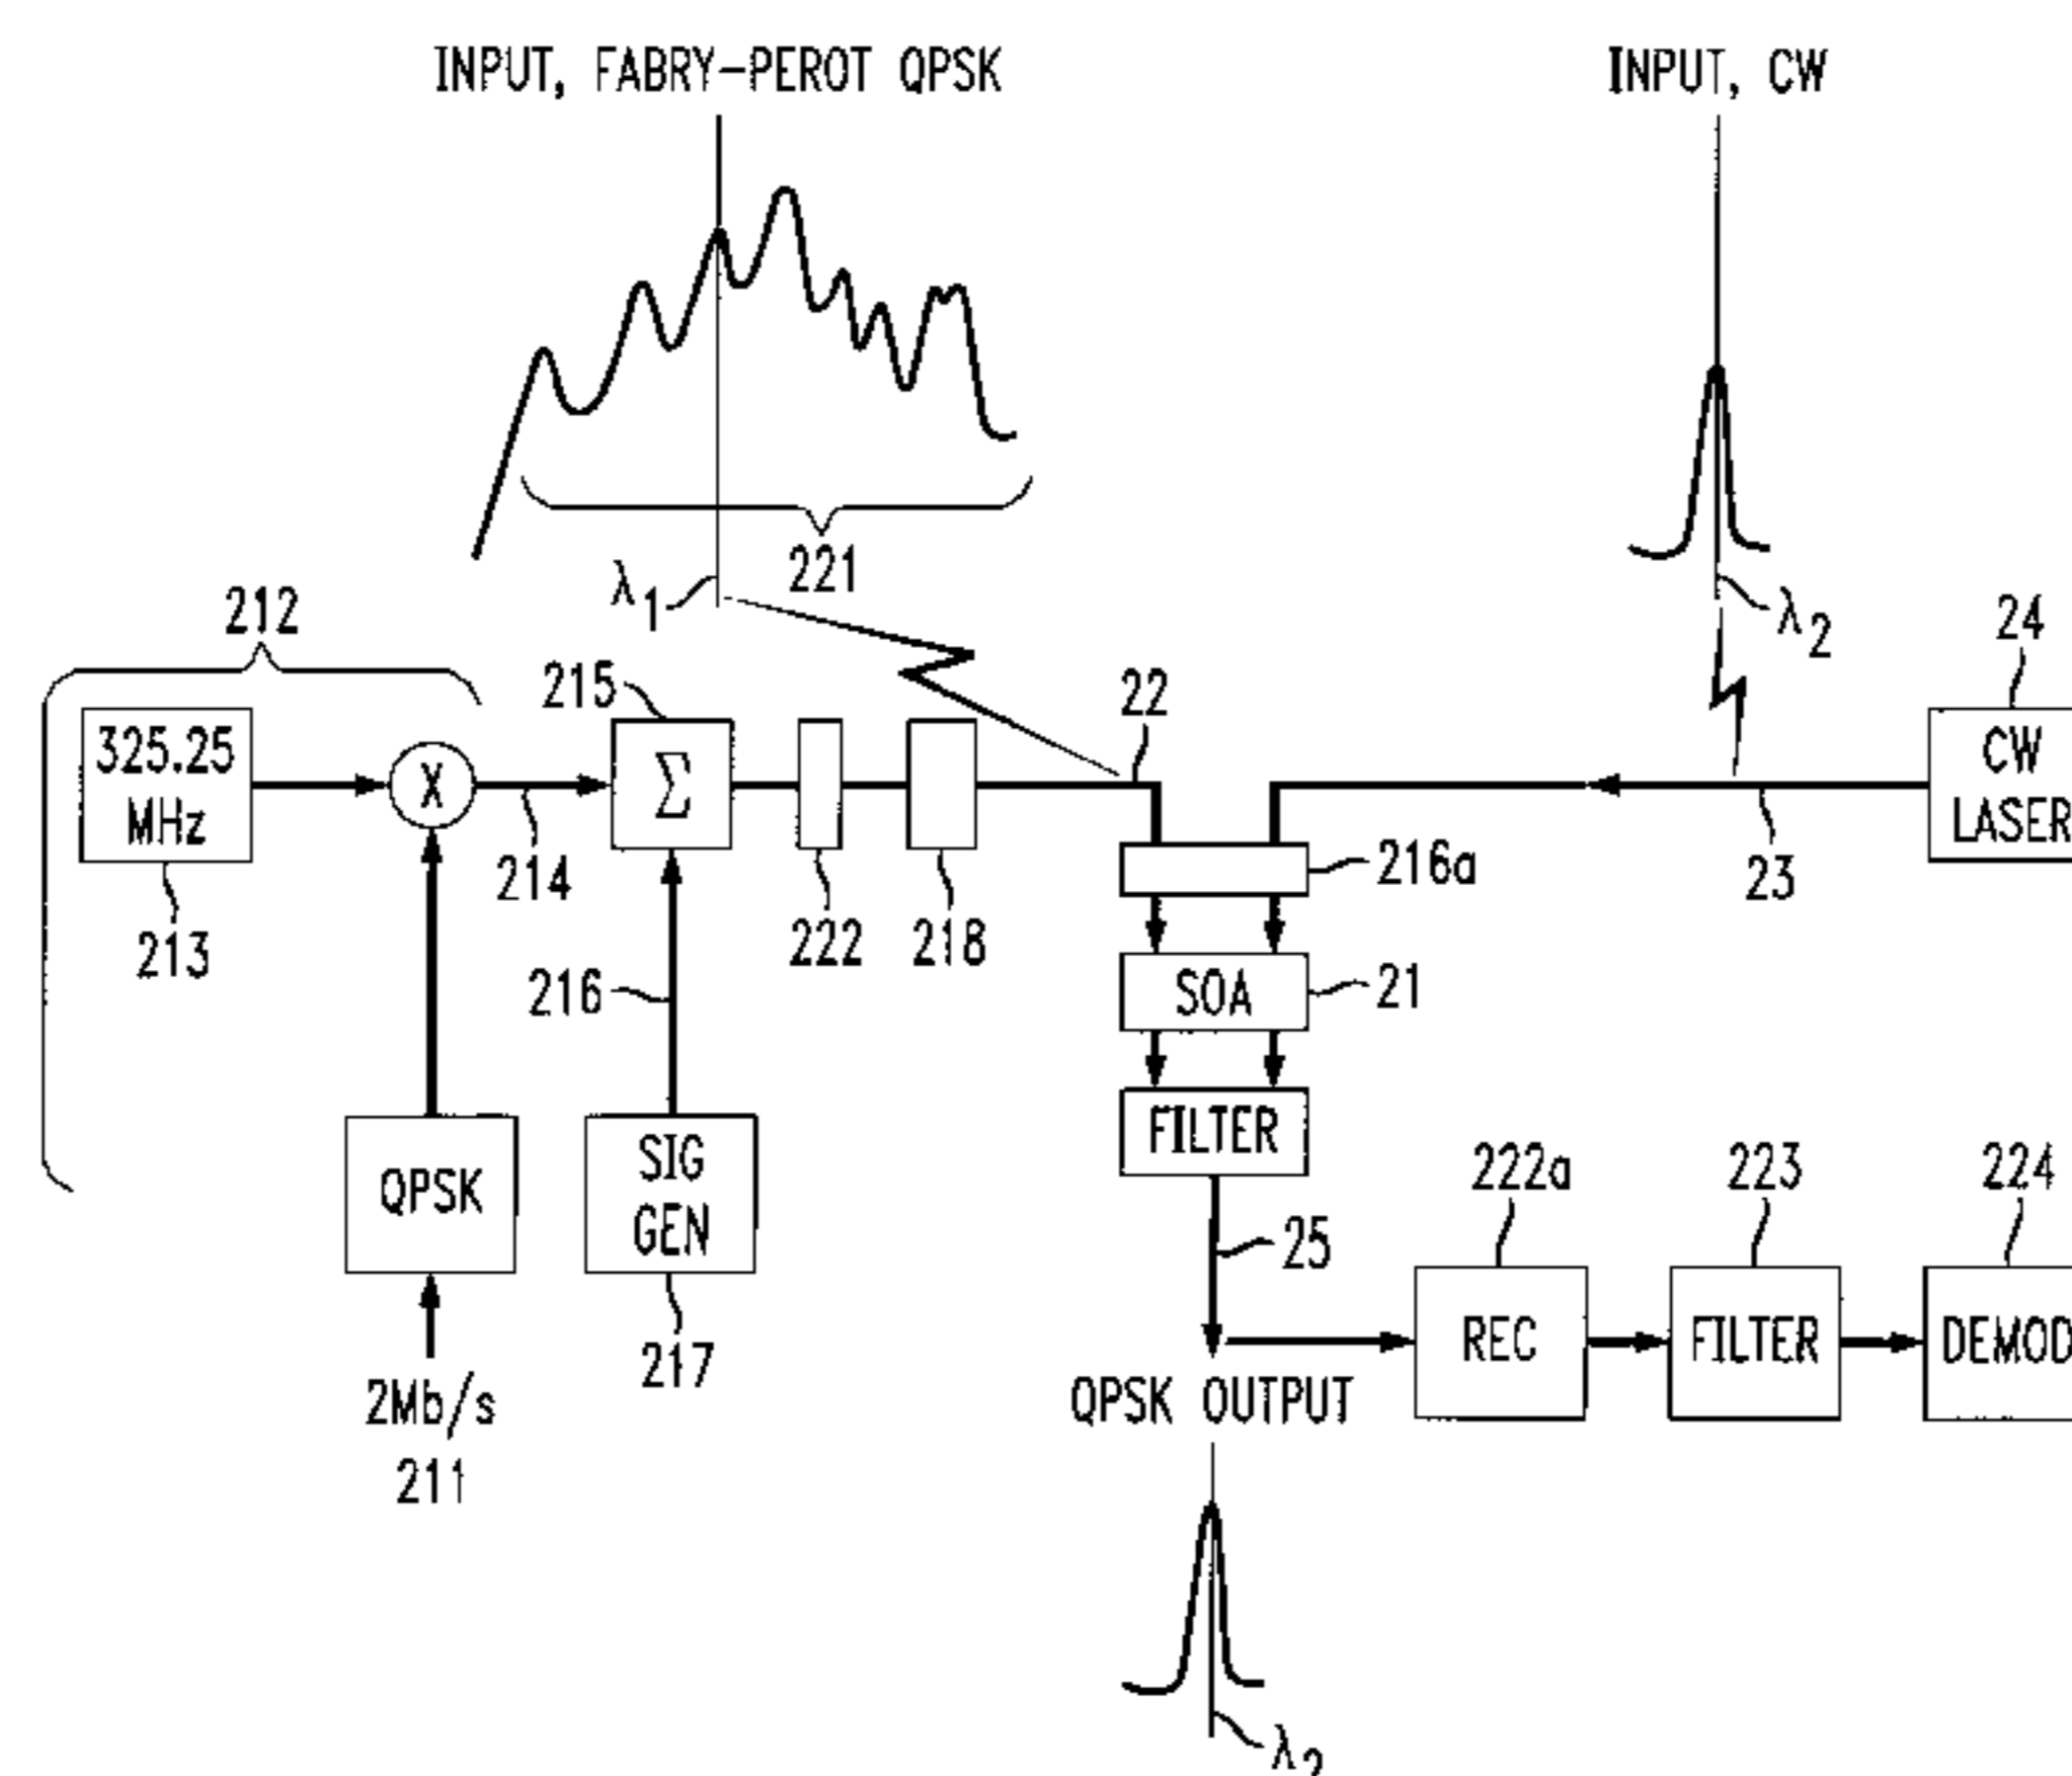 INPUT, FABRY-PEROT QPSK
INPUT, CW
221
λ1
λ2
212
215
22
24
325.25
MHz
X
Σ
CW
LASER
213
214
222
218
216a
23
216
SOA
21
QPSK
SIG
GEN
FILTER
25
222a
223
224
217
REC
FILTER
DEMOD
2Mb/s
211
QPSK OUTPUT
λ2